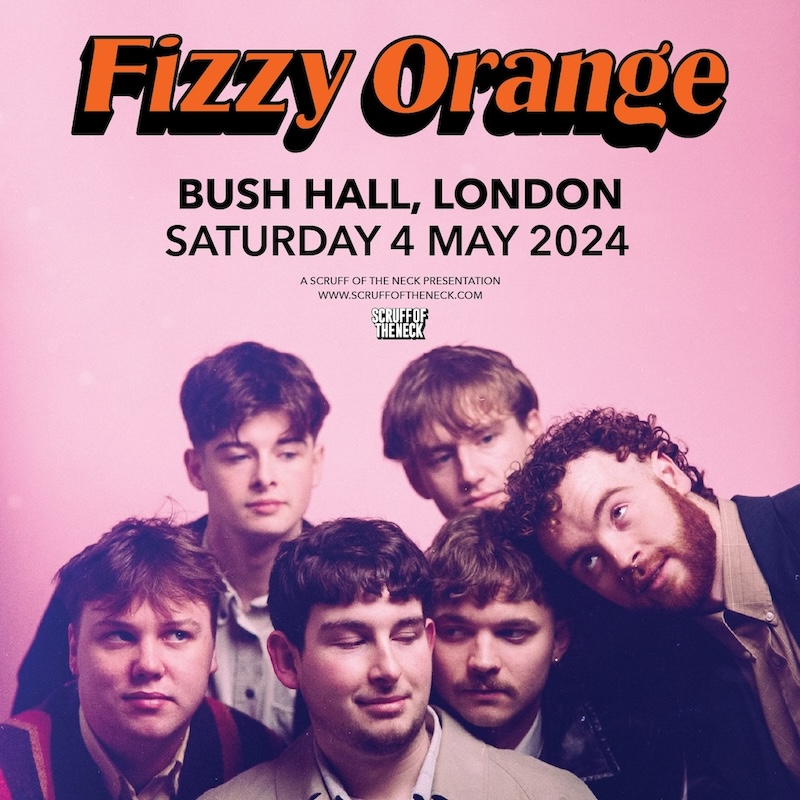 Fizzy Orange
BUSH HALL, LONDON
SATURDAY 4 MAY 2024
A SCRUFF OF THE NECK PRESENTATION
WWW.SCRUFFOFTHENECK.COM
SCRUFF OF
THE NECK